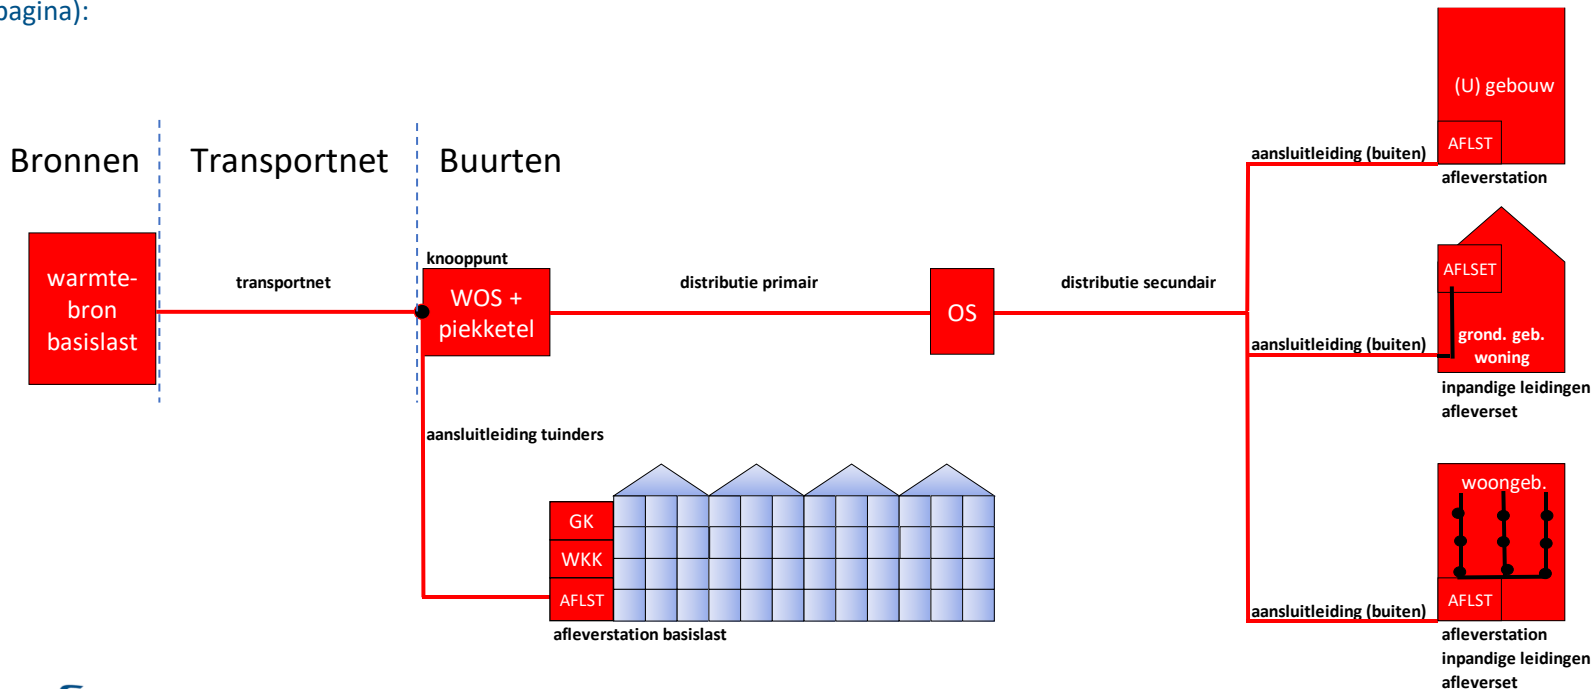 pagina):
Bronnen
Transportnet
Buurten
warmte-
bron
basislast
transportnet
knooppunt
WOS +
piekketel
distributie primair
OS
distributie secundair
aansluitleiding tuinders
GK
WKK
AFLST
afleverstation basislast
aansluitleiding (buiten)
(U) gebouw
AFLST
afleverstation
aansluitleiding (buiten)
AFLSET
grond. geb.
woning
inpandige leidingen
afleverset
aansluitleiding (buiten)
woongeb.
AFLST
afleverstation
inpandige leidingen
afleverset